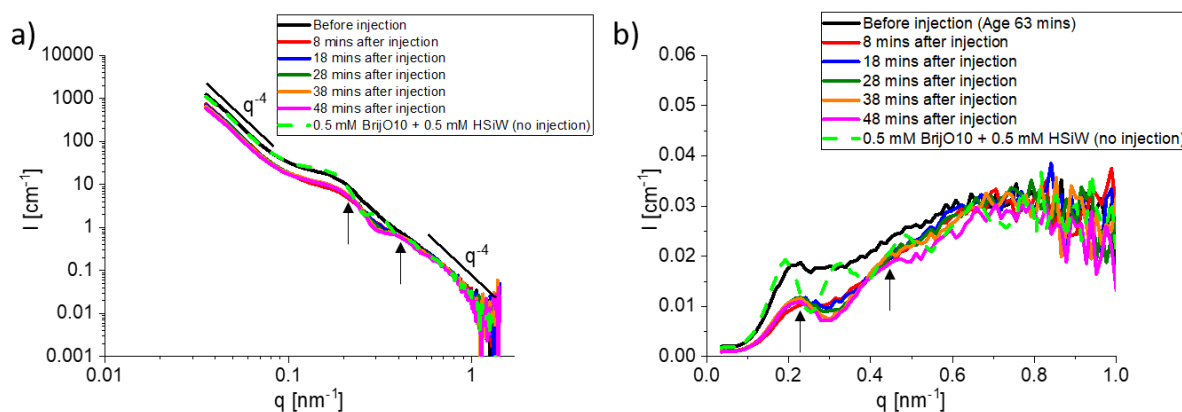 a)
Before injection
8 mins after injection
18 mins after injection
28 mins after injection
38 mins after injection
48 mins after injection
0.5 mM BrijO10 + 0.5 mM HSiW (no injection)
10000
1000
100
10
1
0.1
0.01
0.001
I [cm⁻¹]
q⁻⁴
q⁻⁴
0.01
0.1
1
q [nm⁻¹]
b)
Before injection (Age 63 mins)
8 mins after injection
18 mins after injection
28 mins after injection
38 mins after injection
48 mins after injection
0.5 mM BrijO10 + 0.5 mM HSiW (no injection)
0.06
0.05
0.04
0.03
0.02
0.01
0.00
I [cm⁻¹]
0.0
0.2
0.4
0.6
0.8
1.0
q [nm⁻¹]